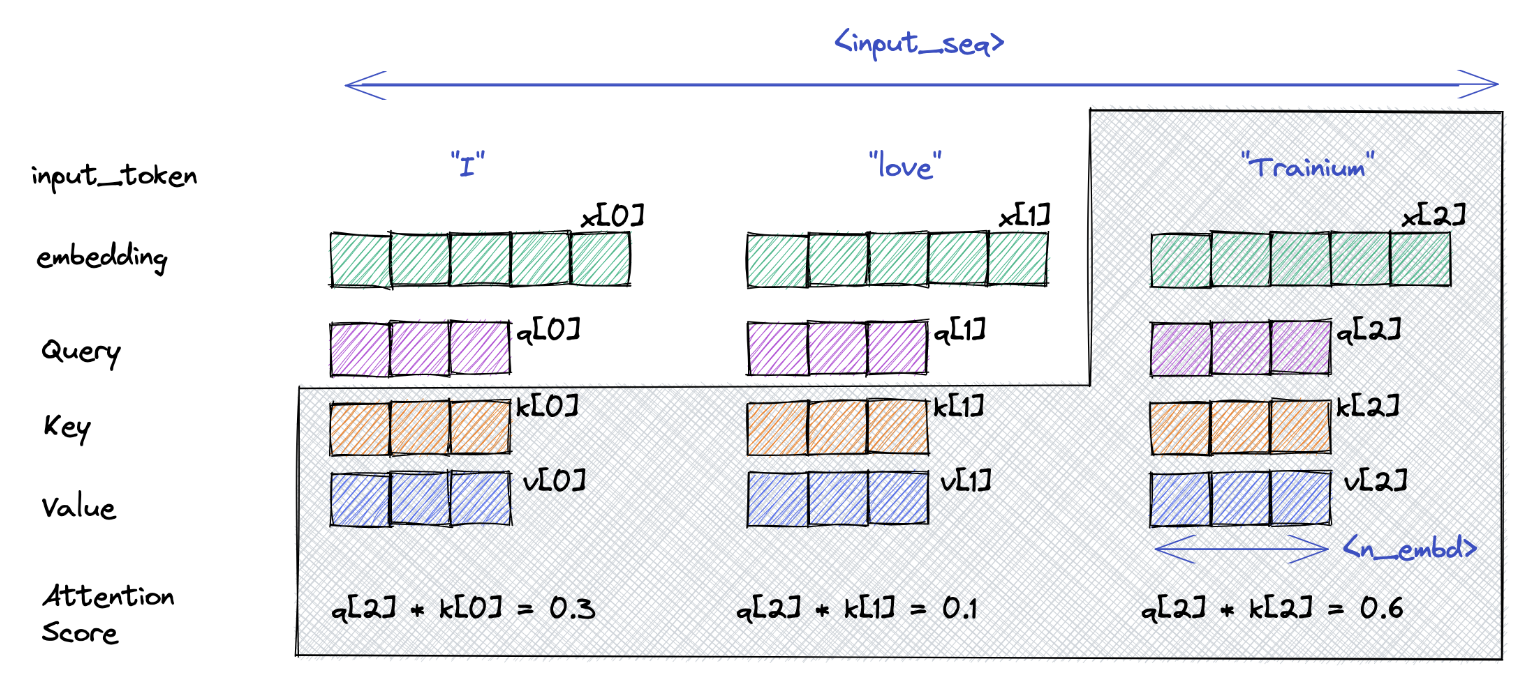 <input_seq>
input_token "I" "love" "Trainium"
x[0] x[1] x[2]
embedding
Query q[0] q[1] q[2]
Key k[0] k[1] k[2]
Value v[0] v[1] v[2]
<n_embd>
Attention
Score
q[2] * k[0] = 0.3 q[2] * k[1] = 0.1 q[2] * k[2] = 0.6